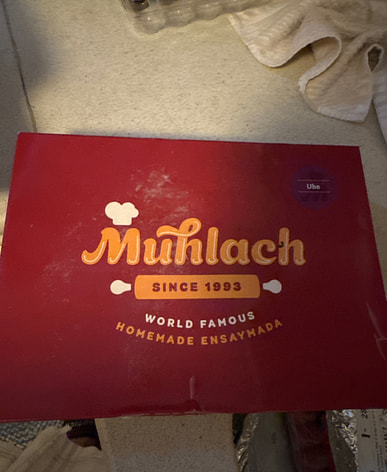 Ube
Muhlach
SINCE 1993
WORLD FAMOUS
HOMEMADE ENSAYMADA